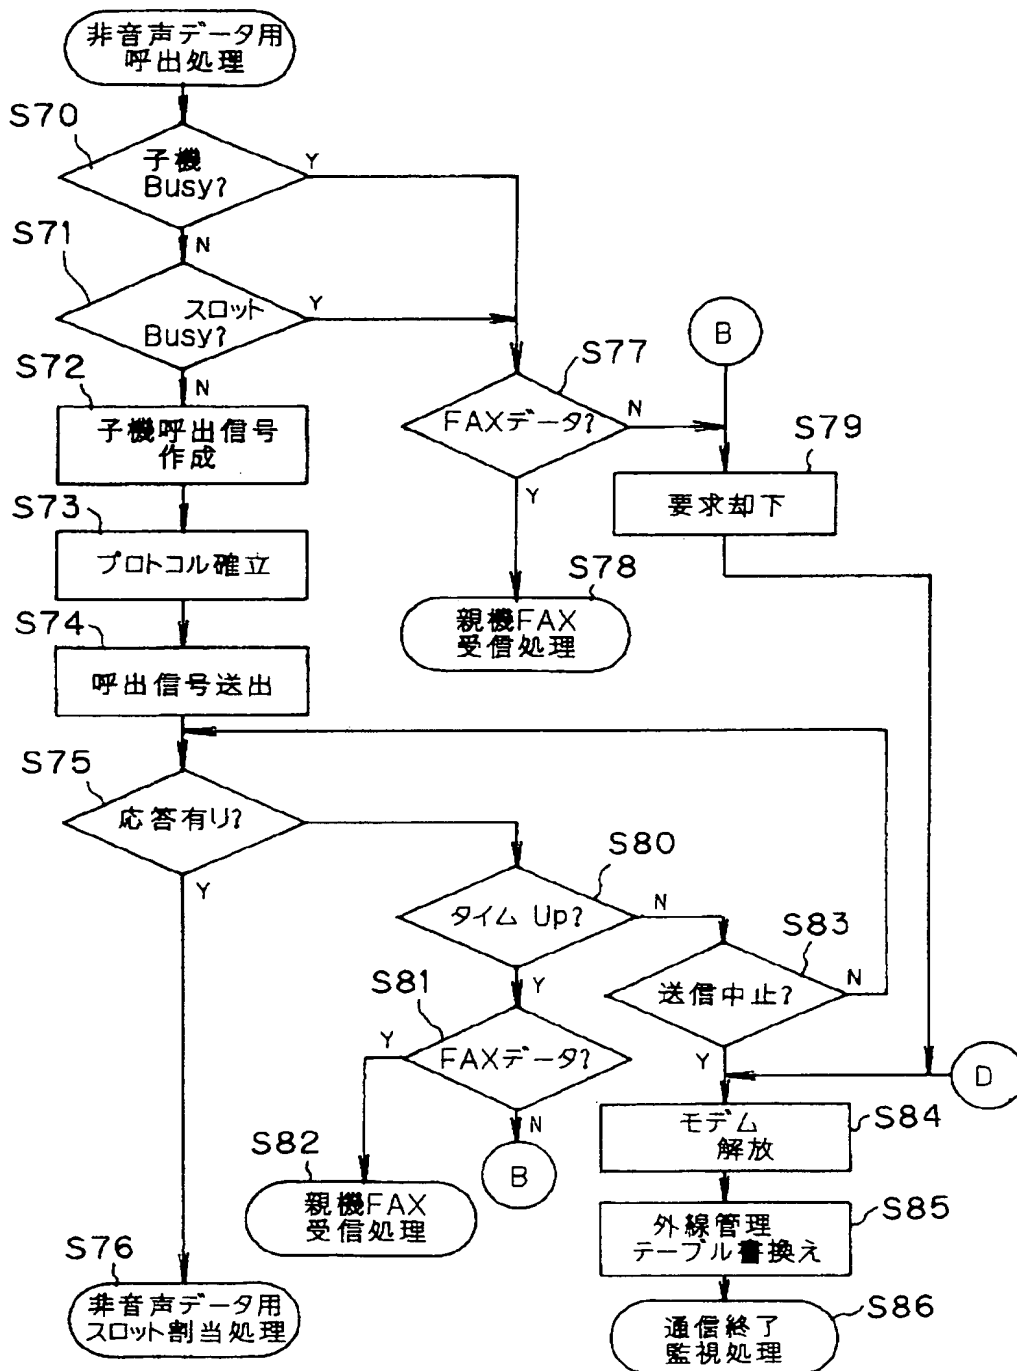 非音声データ用
呼出処理
S70
子機
Busy?
Y
S71
N
スロット
Busy?
Y
S72
N
子機呼出信号
作成
S73
プロトコル確立
S74
呼出信号送出
S75
応答有り?
Y
S76
非音声データ用
スロット割当処理
S77
FAXデータ?
N
Y
S78
親機FAX
受信処理
B
S79
要求却下
S80
タイム Up?
N
Y
S81
FAXデータ?
Y
N
B
S82
親機FAX
受信処理
S83
送信中止?
N
Y
D
S84
モデム
解放
S85
外線管理
テーブル書換え
S86
通信終了
監視処理